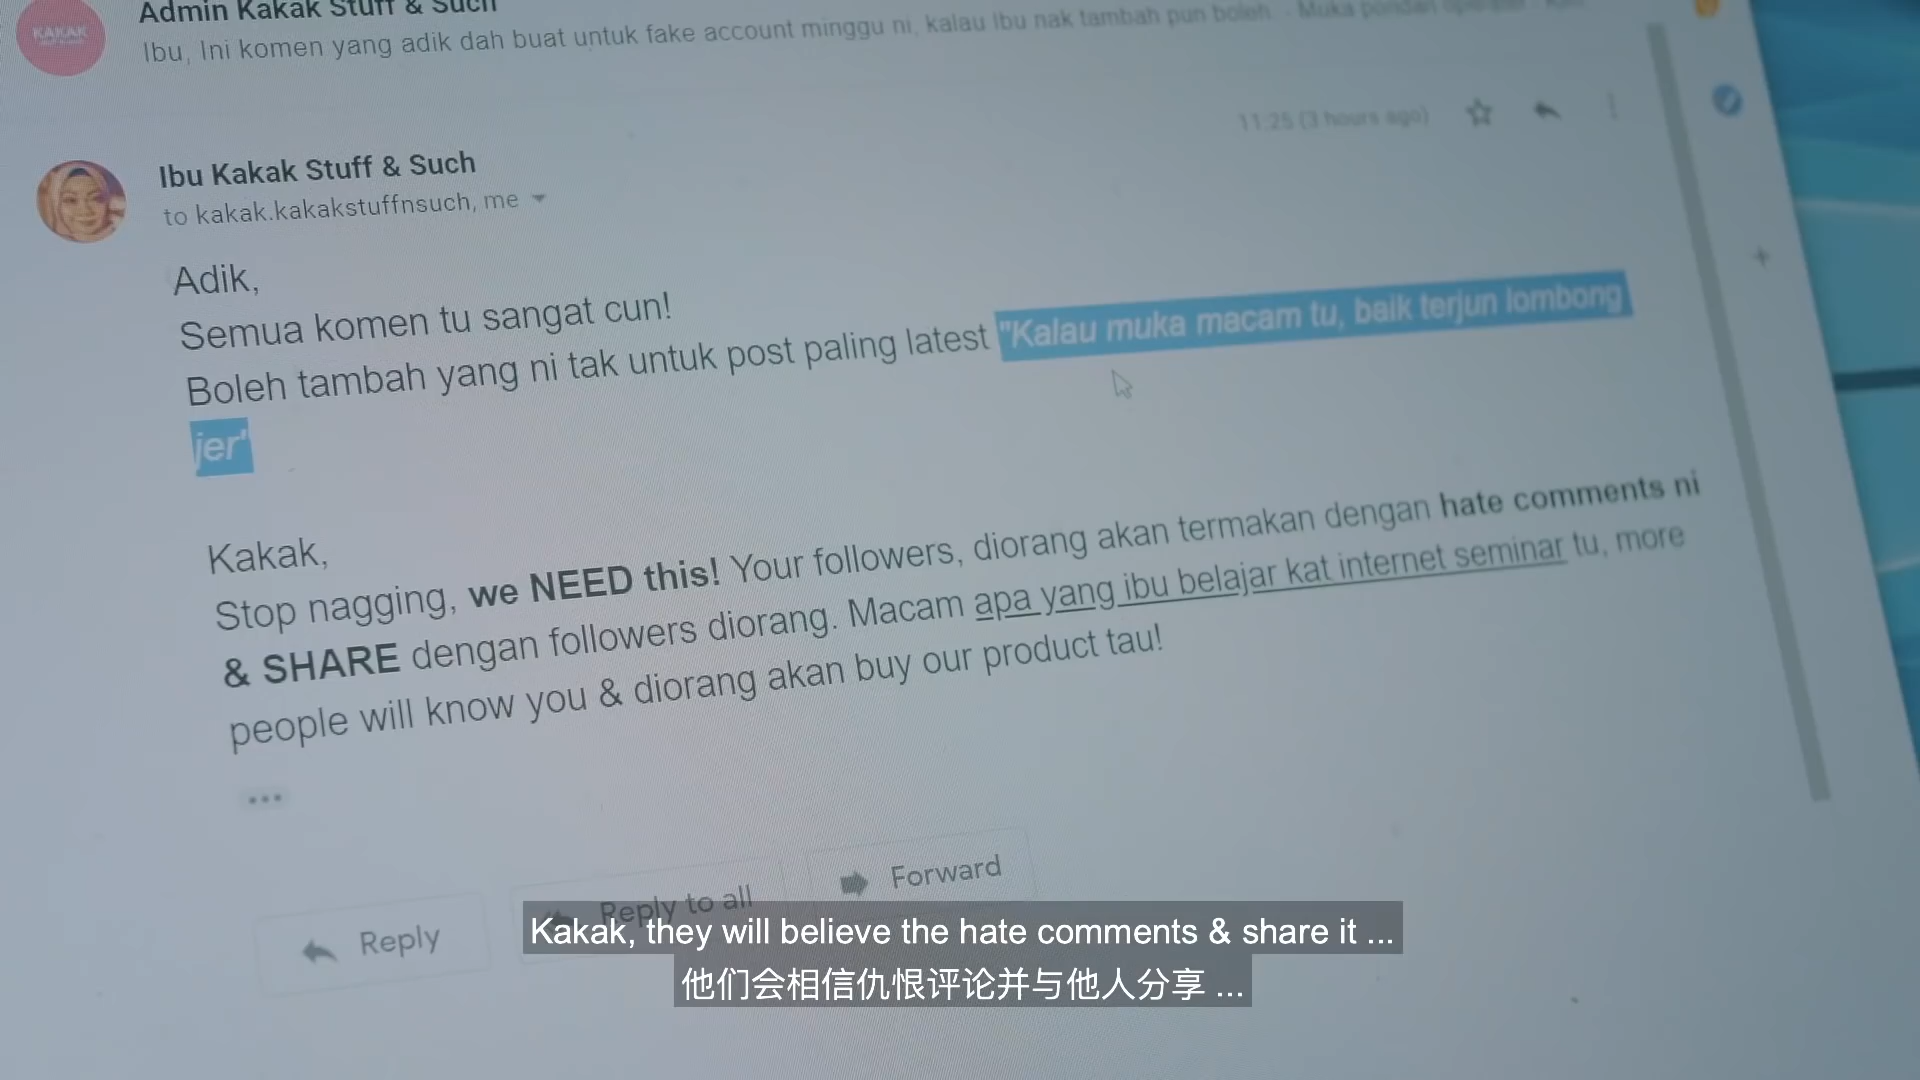 Admin Kakak Stuff & Such
KAKAK
Ibu, Ini komen yang adik dah buat untuk fake account minggu ni, kalau Ibu nak tambah pun boleh. - Muka pondan
11:25 (3 hours ago)
Ibu Kakak Stuff & Such
to kakak.kakakstuffnsuch, me
Adik,
Semua komen tu sangat cun!
Boleh tambah yang ni tak untuk post paling latest "Kalau muka macam tu, baik terjun lombong
jer"
Kakak,
Stop nagging, we NEED this! Your followers, diorang akan termakan dengan hate comments ni
& SHARE dengan followers diorang. Macam apa yang ibu belajar kat internet seminar tu, more
people will know you & diorang akan buy our product tau!
...
Reply
Reply to all
Forward
Kakak, they will believe the hate comments & share it ...
他们会相信仇恨评论并与他人分享 ...